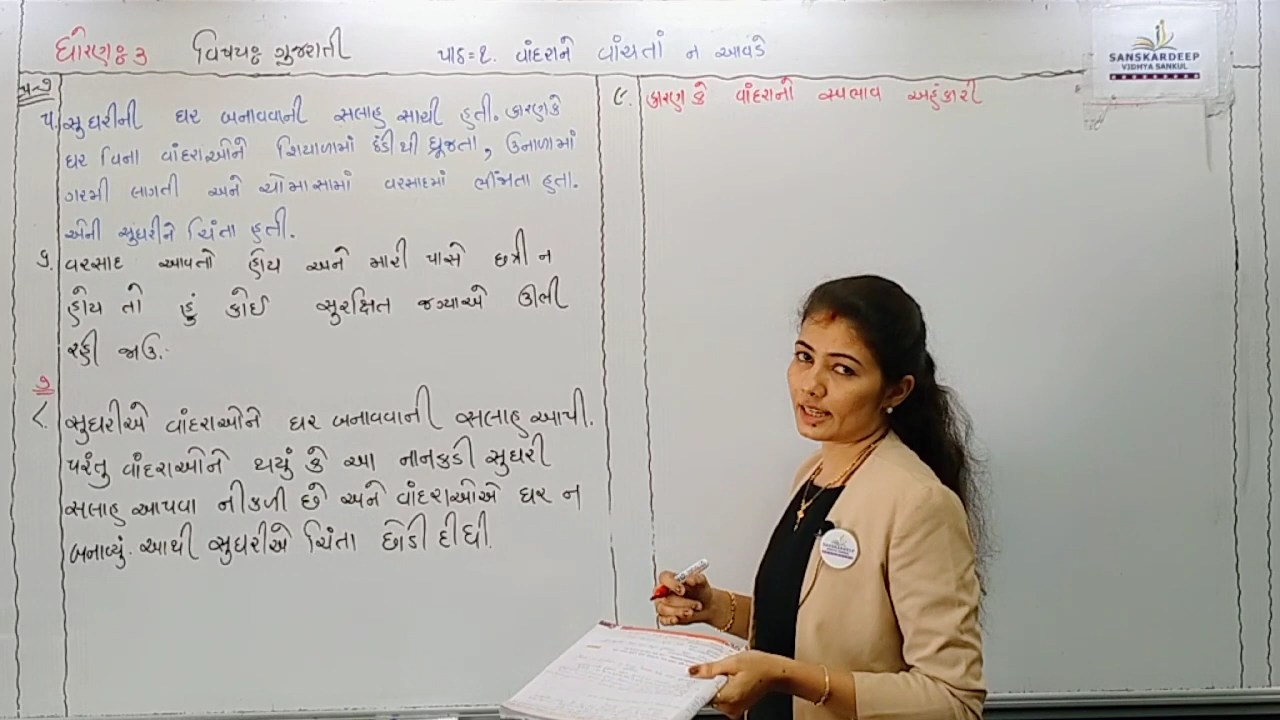 ધોરણઃ ૩ વિષયઃ ગુજરાતી પાઠ=૧. વાંદરાને વાંચતાં ન આવડે
૫. સુઘરીની ઘર બનાવવાની સલાહ સાચી હતી. કારણકે
ઘર વિના વાંદરાઓને શિયાળામાં ઠંડીથી ધ્રૂજતા, ઉનાળામાં
ગરમી લાગતી અને ચોમાસામાં વરસાદમાં ભીંજાતા હતા.
એની સુઘરીને ચિંતા હતી.
૬. વરસાદ આવતો હોય અને મારી પાસે છત્રી ન
હોય તો હું કોઈ સુરક્ષિત જગ્યાએ ઊભી
રહી જાઉં.
૭
૮. સુઘરીએ વાંદરાઓને ઘર બનાવવાની સલાહ આપી.
પરંતુ વાંદરાઓને થયું કે આ નાનકડી સુઘરી
સલાહ આપવા નીકળી છે અને વાંદરાઓએ ઘર ન
બનાવ્યું. આથી સુઘરીએ ચિંતા છોડી દીધી.
૯. કારણ કે વાંદરાનો સ્વભાવ અહંકારી
SANSKARDEEP
VIDHYA SANKUL
SANSKARDEEP